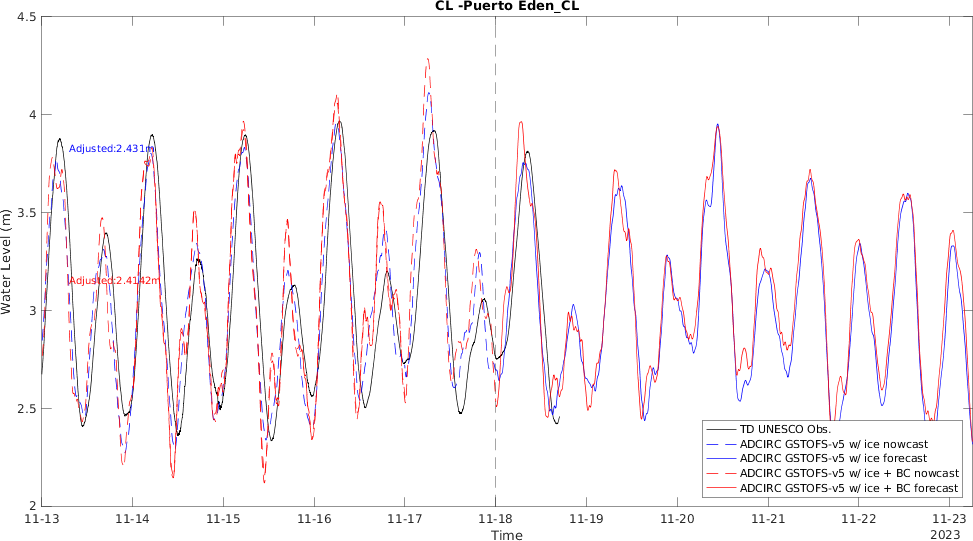 CL -Puerto Eden_CL
4.5
4
3.5
3
2.5
2
Water Level (m)
Adjusted:2.431m
Adjusted:2.4142m
TD UNESCO Obs.
ADCIRC GSTOFS-v5 w/ ice nowcast
ADCIRC GSTOFS-v5 w/ ice forecast
ADCIRC GSTOFS-v5 w/ ice + BC nowcast
ADCIRC GSTOFS-v5 w/ ice + BC forecast
11-13 11-14 11-15 11-16 11-17 11-18 11-19 11-20 11-21 11-22 11-23
2023
Time